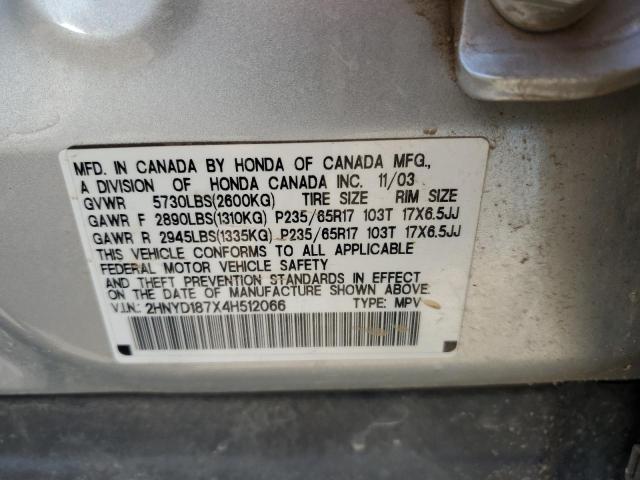 MFD. IN CANADA BY HONDA OF CANADA MFG.,
A DIVISION OF HONDA CANADA INC. 11/03
GVWR 5730LBS(2600KG) TIRE SIZE RIM SIZE
GAWR F 2890LBS(1310KG) P235/65R17 103T 17X6.5JJ
GAWR R 2945LBS(1335KG) P235/65R17 103T 17X6.5JJ
THIS VEHICLE CONFORMS TO ALL APPLICABLE
FEDERAL MOTOR VEHICLE SAFETY
AND THEFT PREVENTION STANDARDS IN EFFECT
ON THE DATE OF MANUFACTURE SHOWN ABOVE.
V.I.N.: 2HNYD187X4H512066 TYPE: MPV